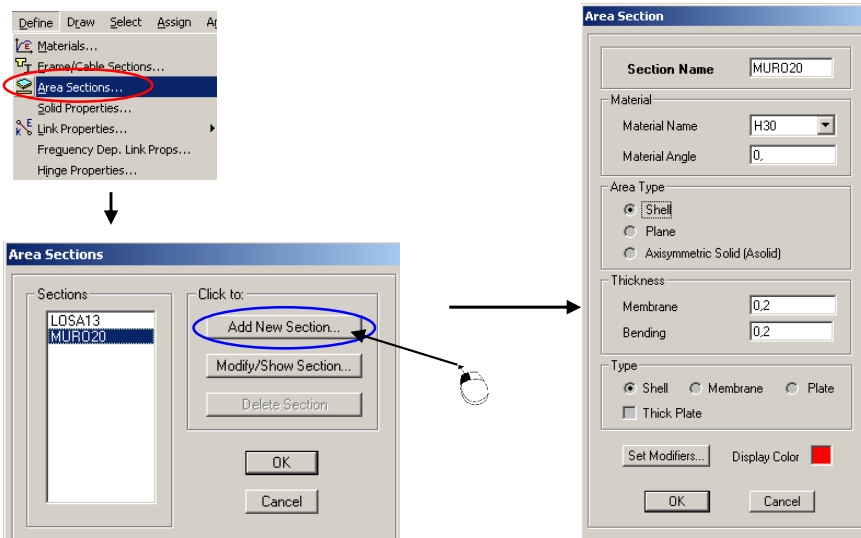 Define Draw Select Assign
Materials...
Frame/Cable Sections...
Area Sections...
Solid Properties...
Link Properties...
Frequency Dep. Link Props...
Hinge Properties...
Area Sections
Sections
LOSA13
MURO20
Click to:
Add New Section...
Modify/Show Section...
Delete Section
OK
Cancel
Area Section
Section Name MURO20
Material
Material Name H30
Material Angle 0,
Area Type
Shell
Plane
Axisymmetric Solid (Asolid)
Thickness
Membrane 0,2
Bending 0,2
Type
Shell Membrane Plate
Thick Plate
Set Modifiers... Display Color
OK Cancel